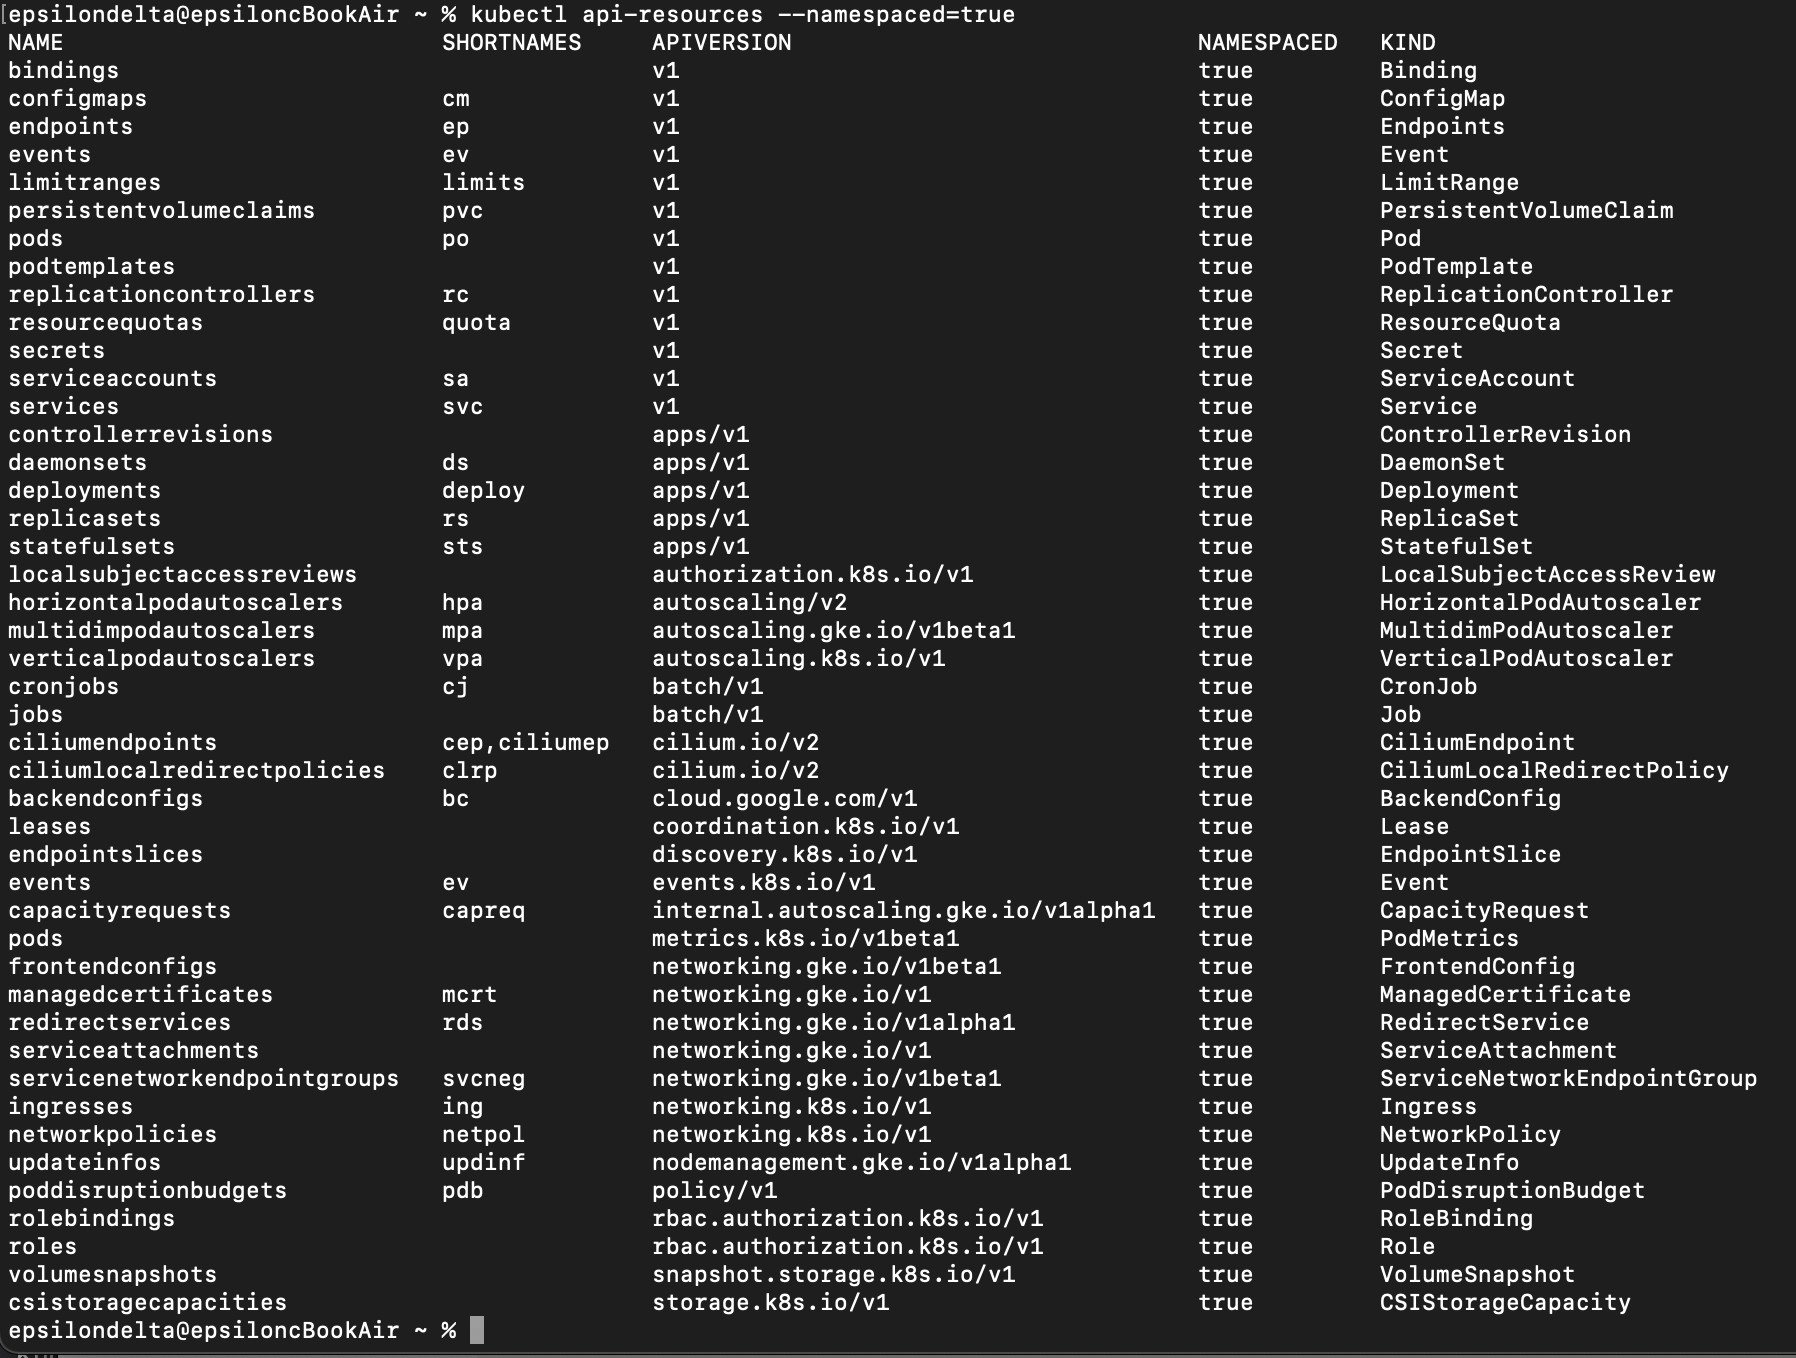 [epsilondelta@epsiloncBookAir ~ % kubectl api-resources --namespaced=true
NAME SHORTNAMES APIVERSION NAMESPACED KIND
bindings v1 true Binding
configmaps cm v1 true ConfigMap
endpoints ep v1 true Endpoints
events ev v1 true Event
limitranges limits v1 true LimitRange
persistentvolumeclaims pvc v1 true PersistentVolumeClaim
pods po v1 true Pod
podtemplates v1 true PodTemplate
replicationcontrollers rc v1 true ReplicationController
resourcequotas quota v1 true ResourceQuota
secrets v1 true Secret
serviceaccounts sa v1 true ServiceAccount
services svc v1 true Service
controllerrevisions apps/v1 true ControllerRevision
daemonsets ds apps/v1 true DaemonSet
deployments deploy apps/v1 true Deployment
replicasets rs apps/v1 true ReplicaSet
statefulsets sts apps/v1 true StatefulSet
localsubjectaccessreviews authorization.k8s.io/v1 true LocalSubjectAccessReview
horizontalpodautoscalers hpa autoscaling/v2 true HorizontalPodAutoscaler
multidimpodautoscalers mpa autoscaling.gke.io/v1beta1 true MultidimPodAutoscaler
verticalpodautoscalers vpa autoscaling.k8s.io/v1 true VerticalPodAutoscaler
cronjobs cj batch/v1 true CronJob
jobs batch/v1 true Job
ciliumendpoints cep,ciliumep cilium.io/v2 true CiliumEndpoint
ciliumlocalredirectpolicies clrp cilium.io/v2 true CiliumLocalRedirectPolicy
backendconfigs bc cloud.google.com/v1 true BackendConfig
leases coordination.k8s.io/v1 true Lease
endpointslices discovery.k8s.io/v1 true EndpointSlice
events ev events.k8s.io/v1 true Event
capacityrequests capreq internal.autoscaling.gke.io/v1alpha1 true CapacityRequest
pods metrics.k8s.io/v1beta1 true PodMetrics
frontendconfigs networking.gke.io/v1beta1 true FrontendConfig
managedcertificates mcrt networking.gke.io/v1 true ManagedCertificate
redirectservices rds networking.gke.io/v1alpha1 true RedirectService
serviceattachments networking.gke.io/v1 true ServiceAttachment
servicenetworkendpointgroups svcneg networking.gke.io/v1beta1 true ServiceNetworkEndpointGroup
ingresses ing networking.k8s.io/v1 true Ingress
networkpolicies netpol networking.k8s.io/v1 true NetworkPolicy
updateinfos updinf nodemanagement.gke.io/v1alpha1 true UpdateInfo
poddisruptionbudgets pdb policy/v1 true PodDisruptionBudget
rolebindings rbac.authorization.k8s.io/v1 true RoleBinding
roles rbac.authorization.k8s.io/v1 true Role
volumesnapshots snapshot.storage.k8s.io/v1 true VolumeSnapshot
csistoragecapacities storage.k8s.io/v1 true CSIStorageCapacity
epsilondelta@epsiloncBookAir ~ %